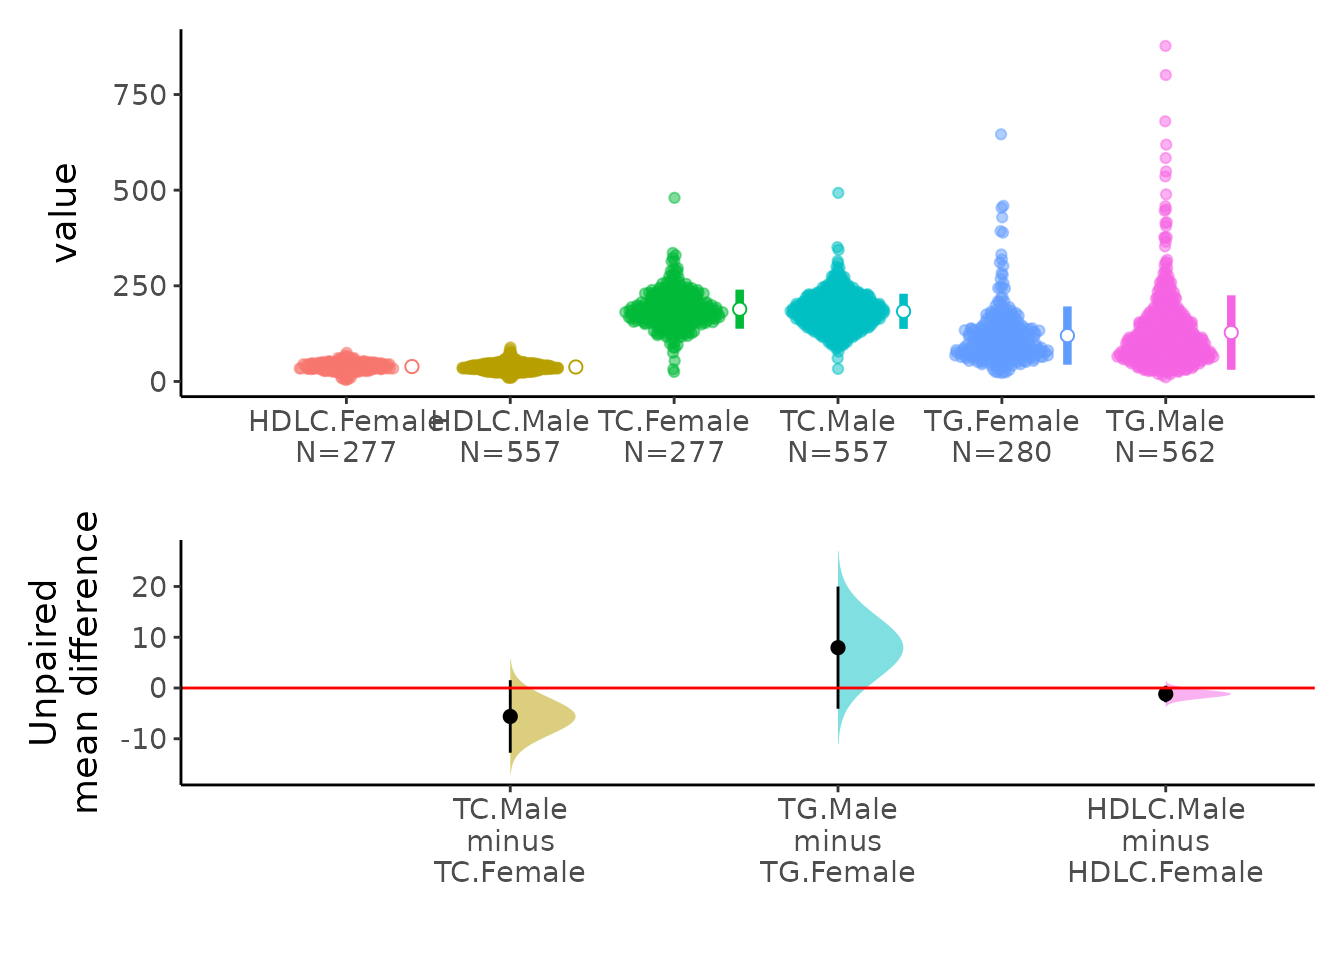 value
750
500
250
0
HDLC.Female HDLC.Male TC.Female TC.Male TG.Female TG.Male
N=277 N=557 N=277 N=557 N=280 N=562
Unpaired
mean difference
20
10
0
-10
TC.Male TG.Male HDLC.Male
minus minus minus
TC.Female TG.Female HDLC.Female